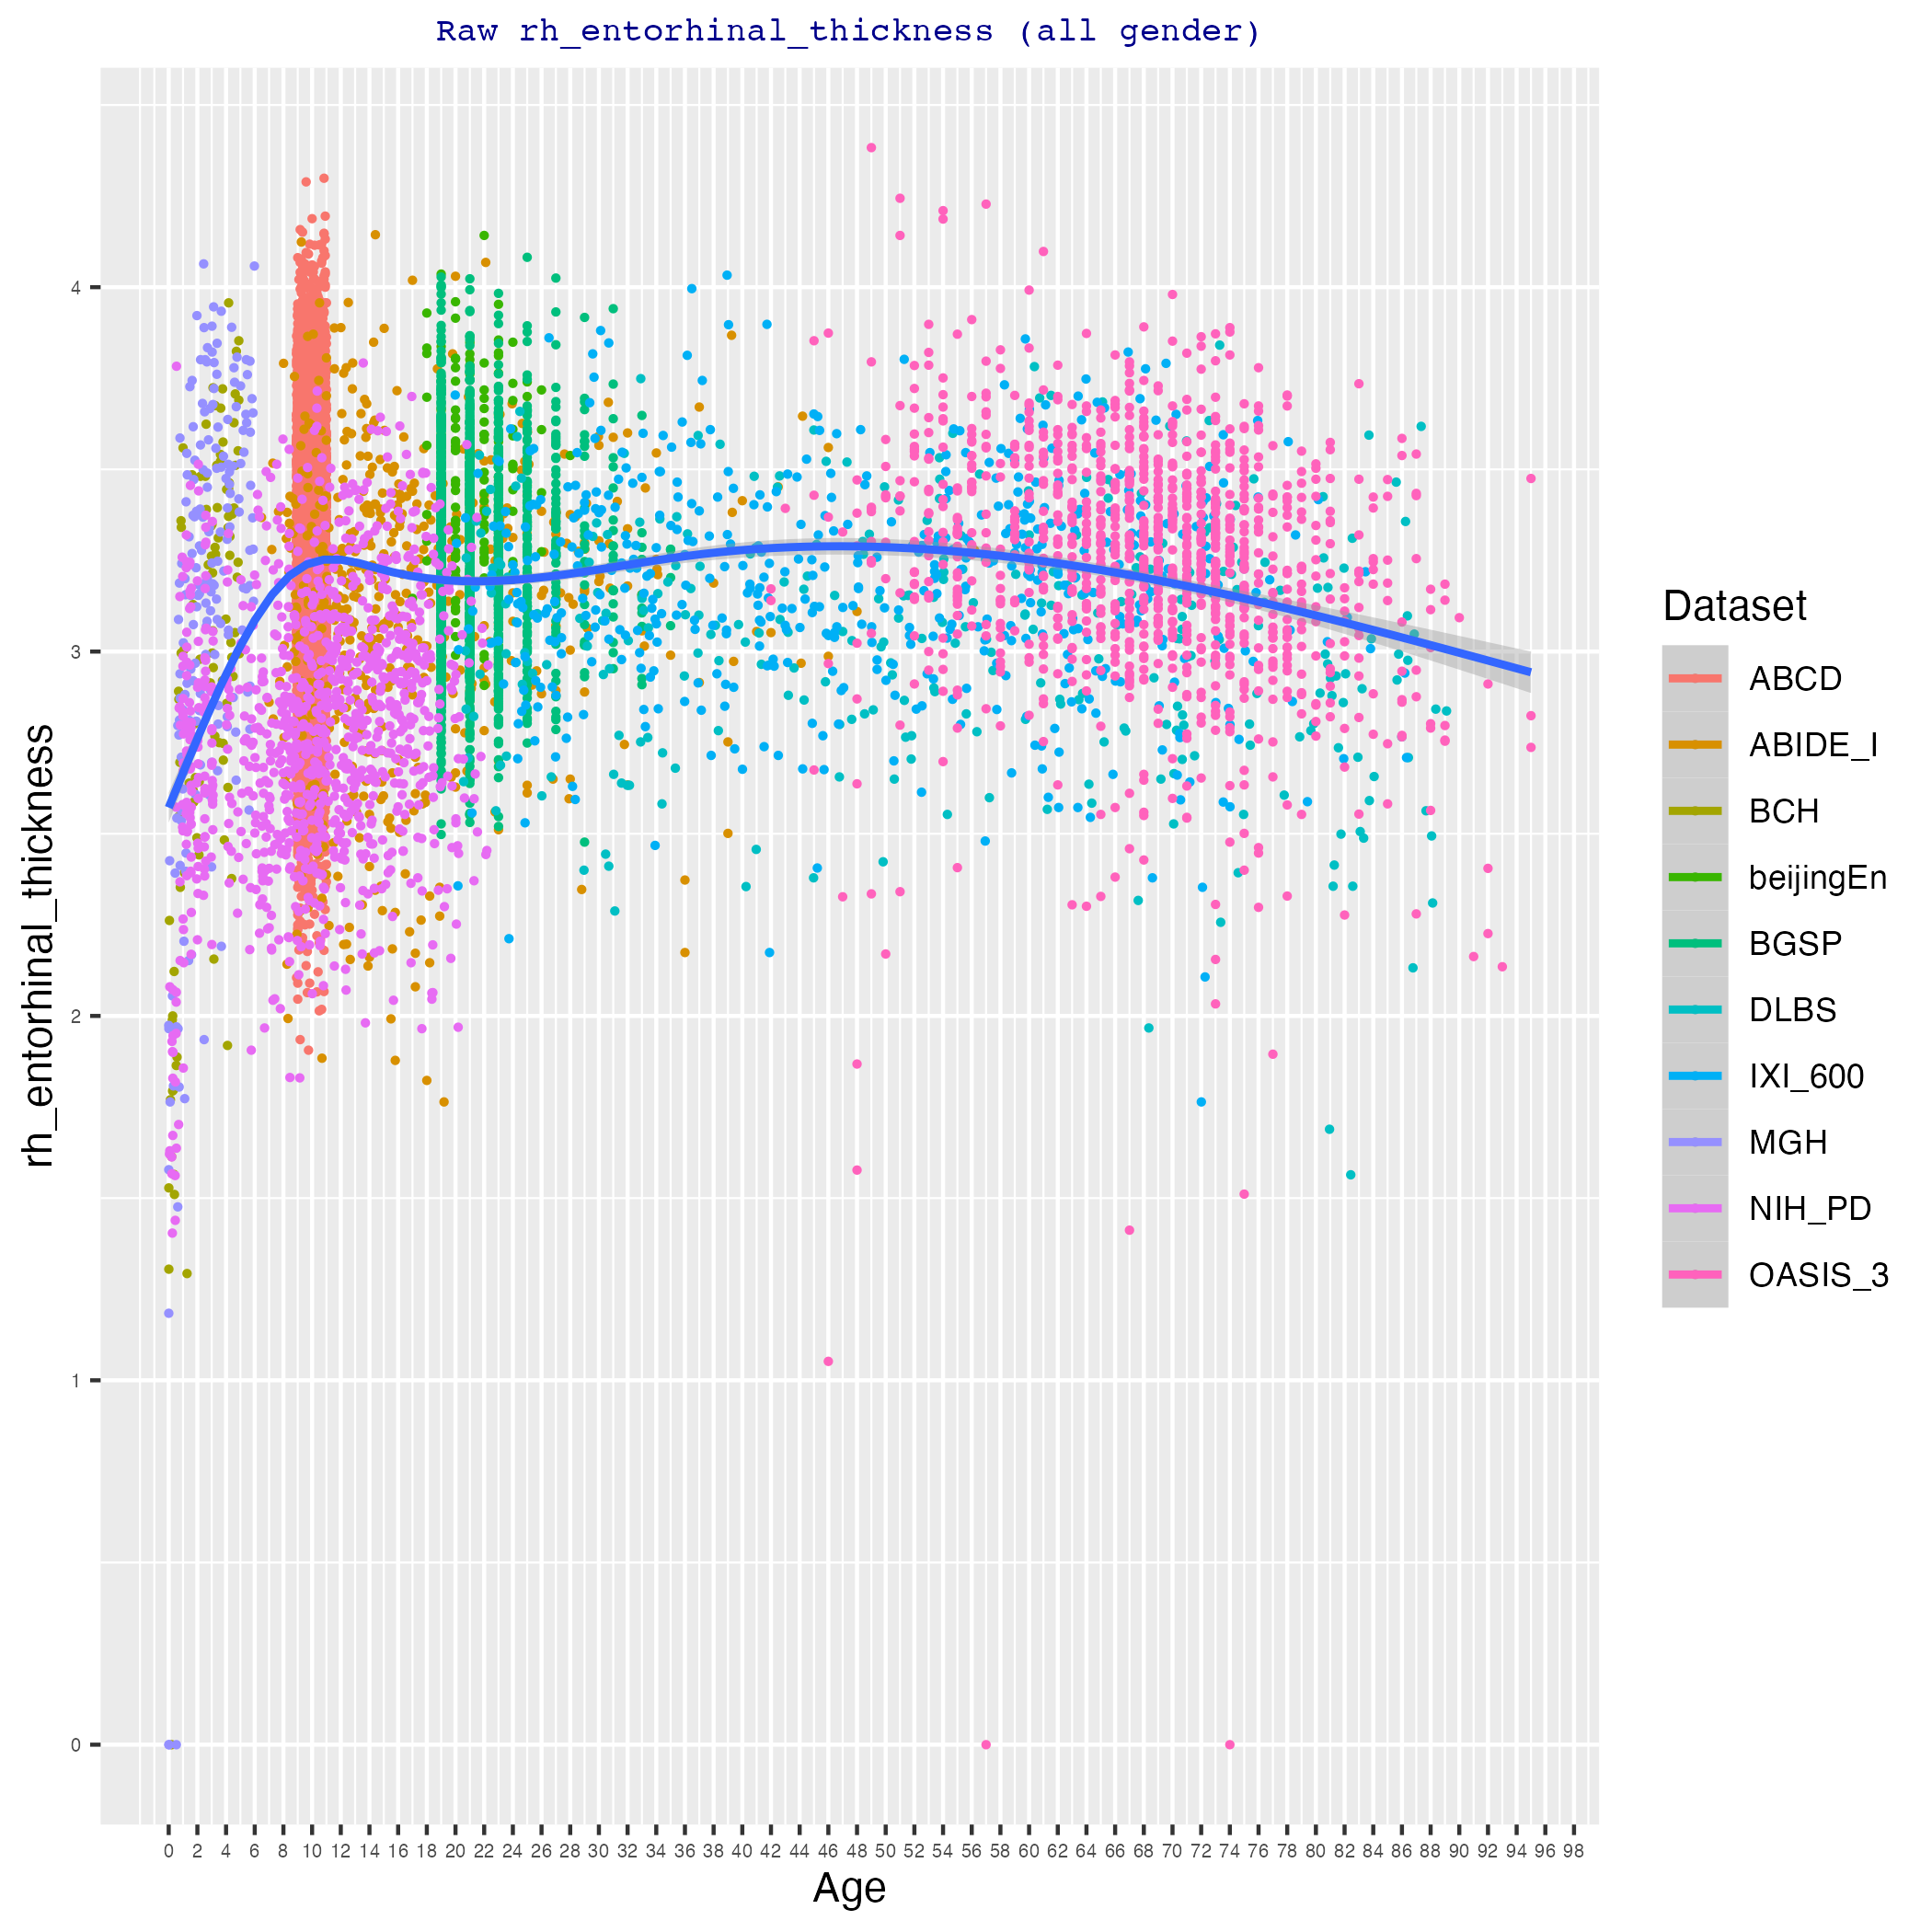 Raw rh_entorhinal_thickness (all gender)
rh_entorhinal_thickness
4
3
2
1
0
0 2 4 6 8 10 12 14 16 18 20 22 24 26 28 30 32 34 36 38 40 42 44 46 48 50 52 54 56 58 60 62 64 66 68 70 72 74 76 78 80 82 84 86 88 90 92 94 96 98
Age
Dataset
ABCD
ABIDE_I
BCH
beijingEn
BGSP
DLBS
IXI_600
MGH
NIH_PD
OASIS_3